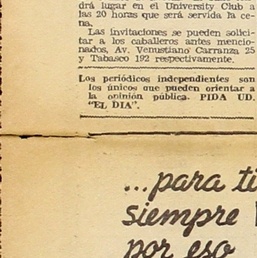 drá lugar en el University Club a
las 20 horas que será servida la ce-
na.
Las invitaciones se pueden solici-
tar a los caballeros antes mencio-
nados, Av. Venustiano Carranza 25
y Tabasco 192 respectivamente.
Los periódicos independientes son
los únicos que pueden orientar a
la opinión pública. PIDA UD.
"EL DIA".
...para ti
siempre
por eso